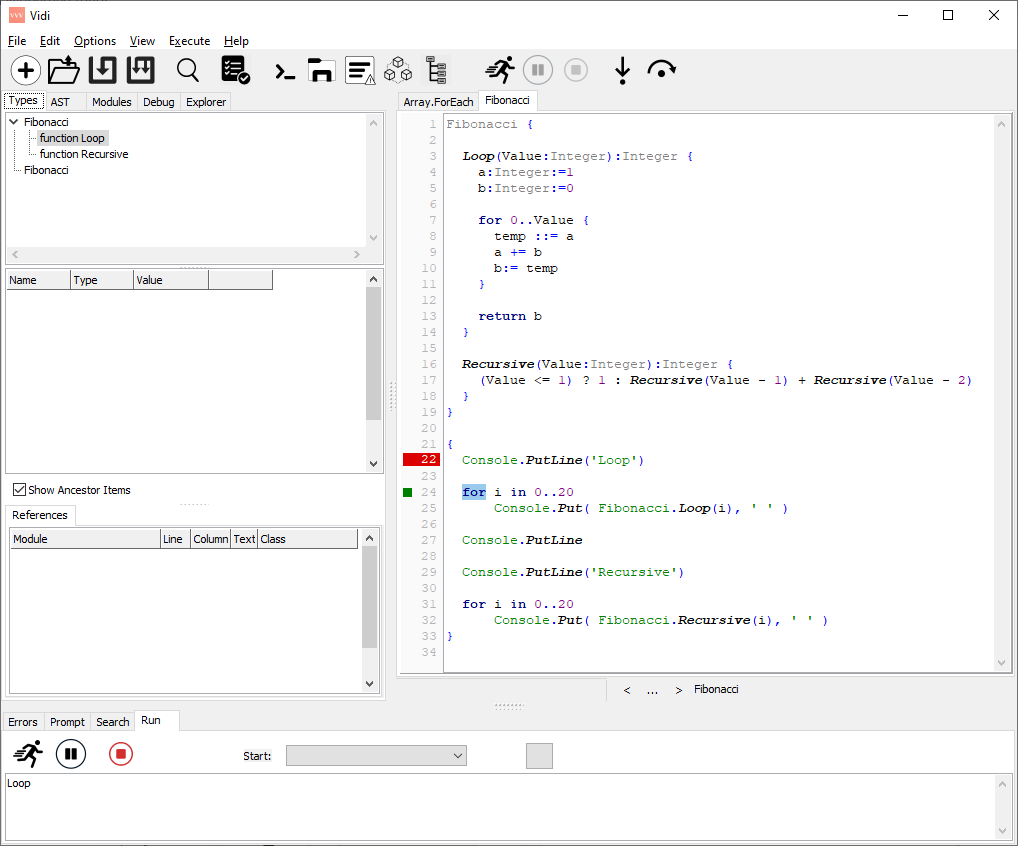 VVV Vidi
File Edit Options View Execute Help
Types AST Modules Debug Explorer
Fibonacci
function Loop
function Recursive
Fibonacci
Name Type Value
Show Ancestor Items
References
Module Line Column Text Class
Array.ForEach Fibonacci
1 Fibonacci {
2
3 Loop(Value:Integer):Integer {
4 a:Integer:=1
5 b:Integer:=0
6
7 for 0..Value {
8 temp ::= a
9 a += b
10 b:= temp
11 }
12
13 return b
14 }
15
16 Recursive(Value:Integer):Integer {
17 (Value <= 1) ? 1 : Recursive(Value - 1) + Recursive(Value - 2)
18 }
19 }
20
21 {
22 Console.PutLine('Loop')
23
24 for i in 0..20
25 Console.Put( Fibonacci.Loop(i), ' ' )
26
27 Console.PutLine
28
29 Console.PutLine('Recursive')
30
31 for i in 0..20
32 Console.Put( Fibonacci.Recursive(i), ' ' )
33 }
34
< ... > Fibonacci
Errors Prompt Search Run
Start:
Loop